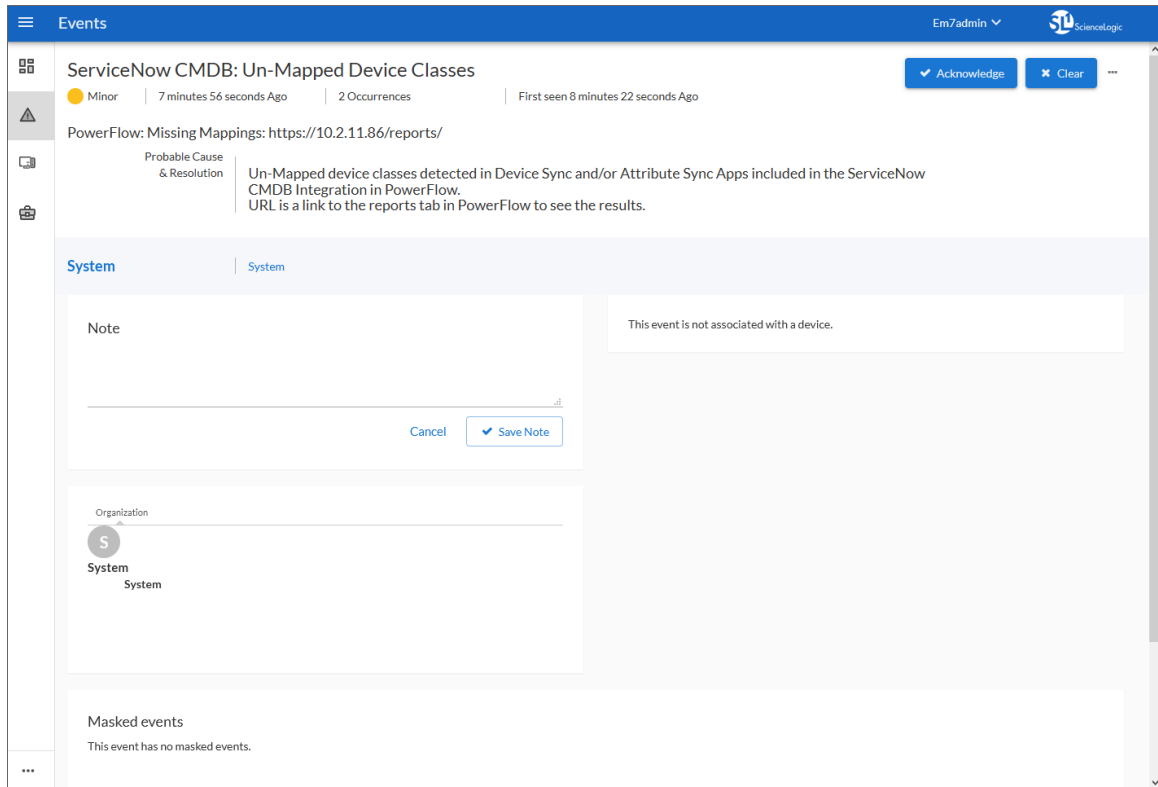 Events
Em7admin
SL1 ScienceLogic
ServiceNow CMDB: Un-Mapped Device Classes
Acknowledge
Clear
Minor
7 minutes 56 seconds Ago
2 Occurrences
First seen 8 minutes 22 seconds Ago
PowerFlow: Missing Mappings: https://10.2.11.86/reports/
Probable Cause
& Resolution
Un-Mapped device classes detected in Device Sync and/or Attribute Sync Apps included in the ServiceNow
CMDB Integration in PowerFlow.
URL is a link to the reports tab in PowerFlow to see the results.
System
System
Note
This event is not associated with a device.
Cancel
Save Note
Organization
S
System
System
Masked events
This event has no masked events.